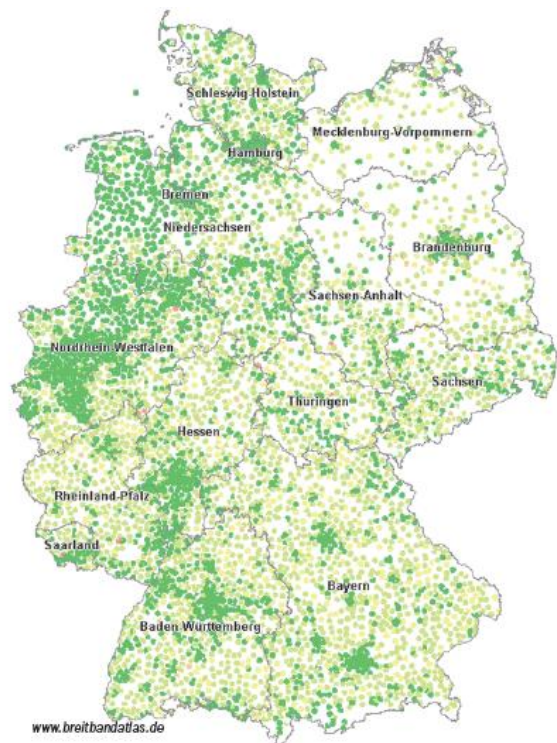 Schleswig-Holstein
Mecklenburg-Vorpommern
Hamburg
Bremen
Niedersachsen
Brandenburg
Sachsen-Anhalt
Nordrhein-Westfalen
Sachsen
Thüringen
Hessen
Rheinland-Pfalz
Saarland
Bayern
Baden-Württemberg
www.breitbandatlas.de